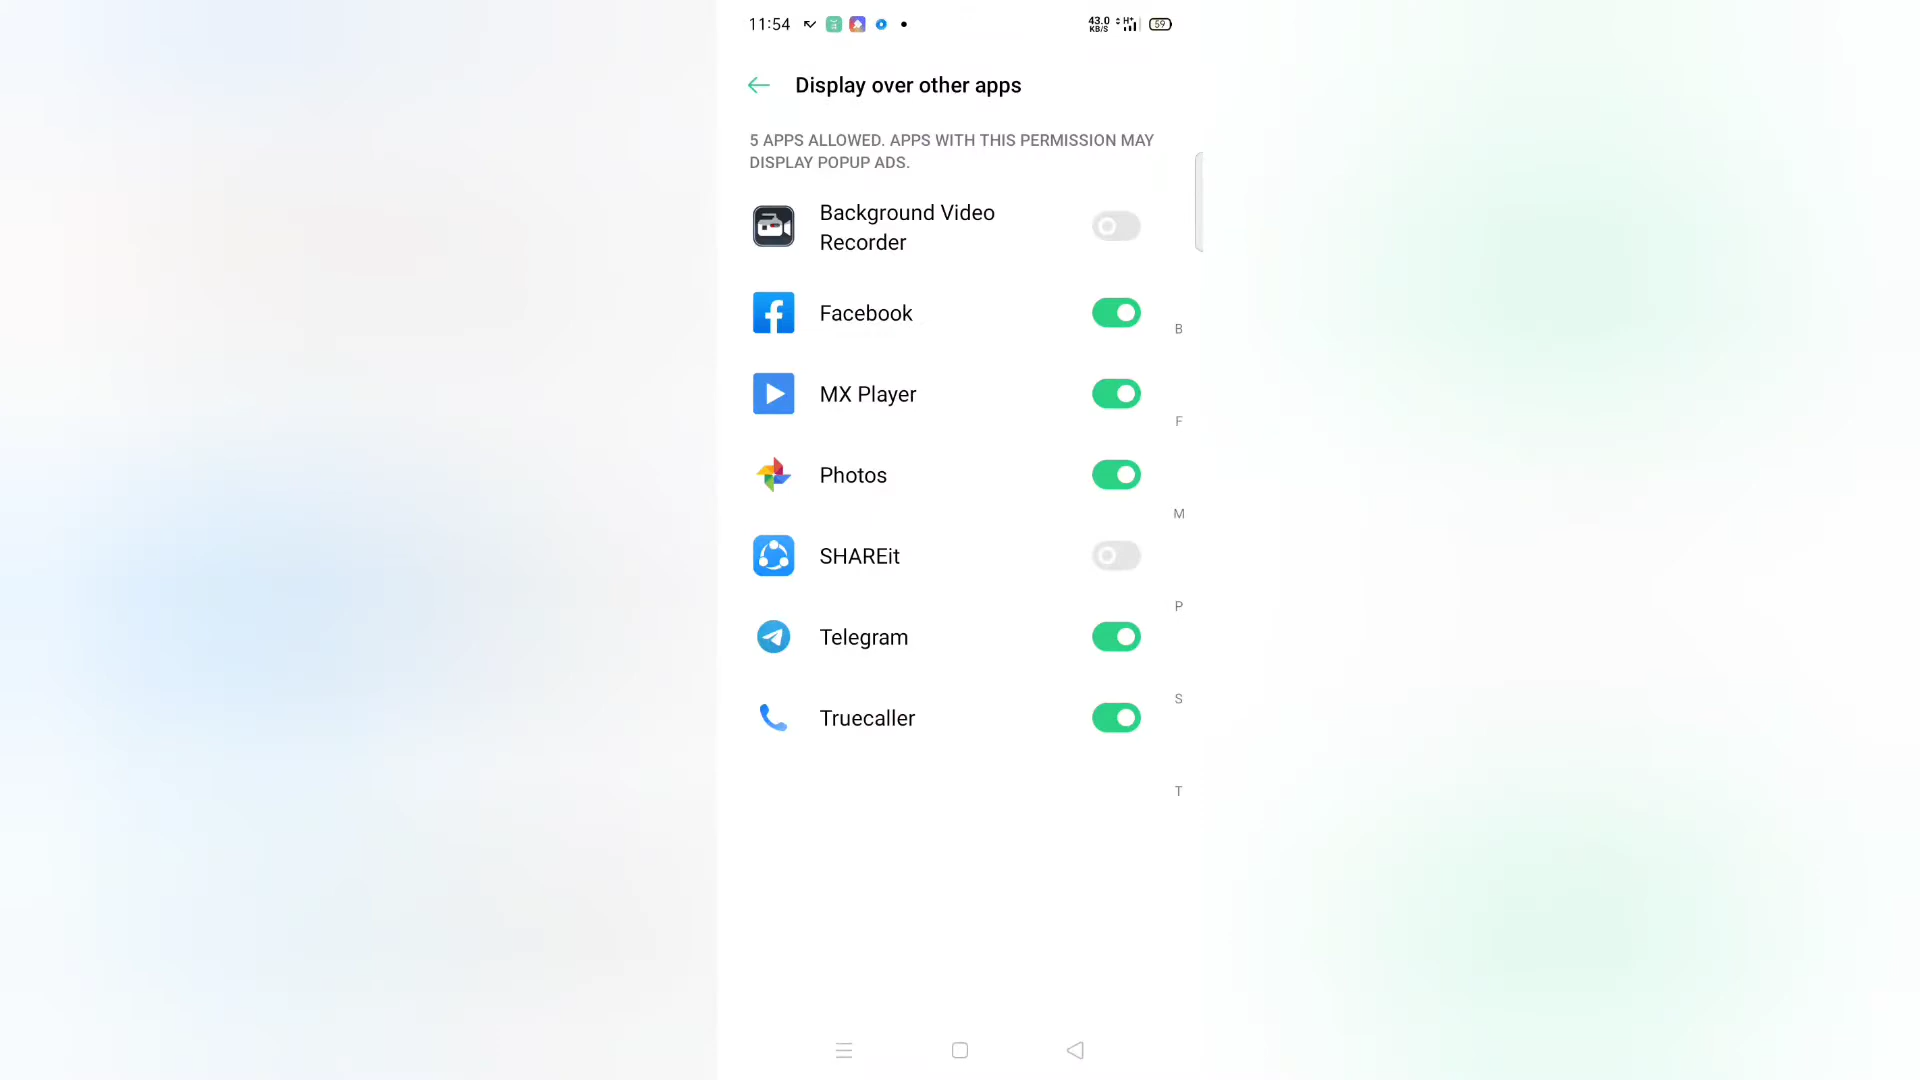 11:54
43.0
KB/S
H+
59
Display over other apps
5 APPS ALLOWED. APPS WITH THIS PERMISSION MAY
DISPLAY POPUP ADS.
Background Video
Recorder
Facebook
MX Player
Photos
SHAREit
Telegram
Truecaller
B
F
M
P
S
T